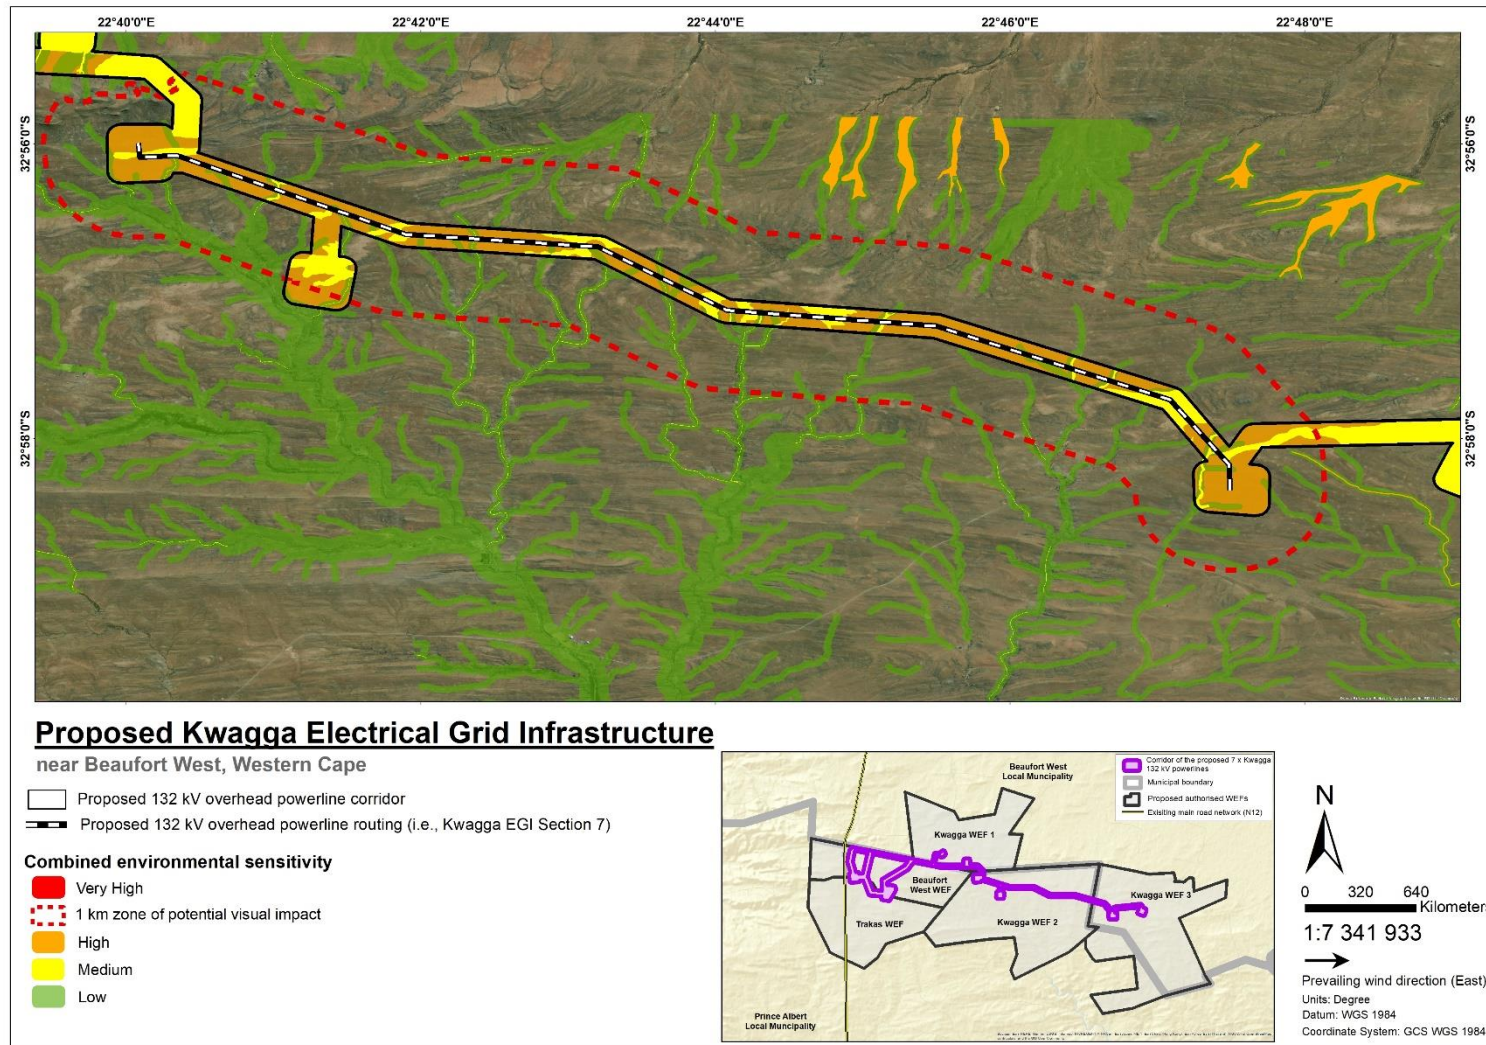 22°40'0"E
22°42'0"E
22°44'0"E
22°46'0"E
22°48'0"E
32°56'0"S
32°56'0"S
32°58'0"S
32°58'0"S
Proposed Kwagga Electrical Grid Infrastructure
near Beaufort West, Western Cape
Proposed 132 kV overhead powerline corridor
Proposed 132 kV overhead powerline routing (i.e., Kwagga EGI Section 7)
Combined environmental sensitivity
Very High
1 km zone of potential visual impact
High
Medium
Low
Beaufort West
Local Muncipality
Kwagga WEF 1
Beaufort
West WEF
Kwagga WEF 3
Trakas WEF
Kwagga WEF 2
Prince Albert
Local Muncipality
Corridor of the proposed 7 x Kwagga
132 kV powerlines
Municipal boundary
Proposed authorised WEFs
Exisiting main road network (N12)
N
0 320 640
Kilometers
1:7 341 933
Prevailing wind direction (East)
Units: Degree
Datum: WGS 1984
Coordinate System: GCS WGS 1984